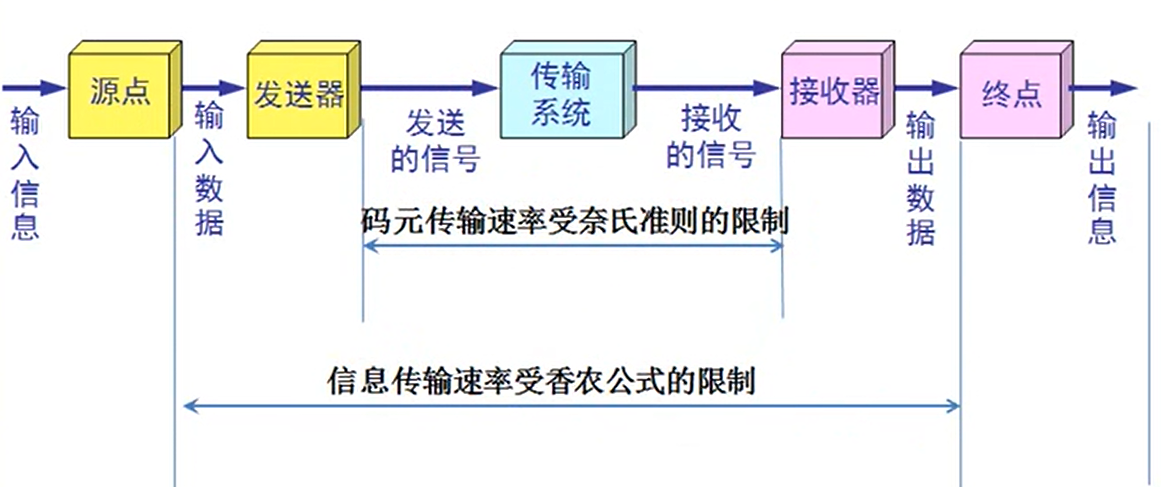 源点
发送器
传输
系统
接收器
终点
输入信息
输入数据
发送
的信号
接收
的信号
输出数据
输出信息
码元传输速率受奈氏准则的限制
信息传输速率受香农公式的限制